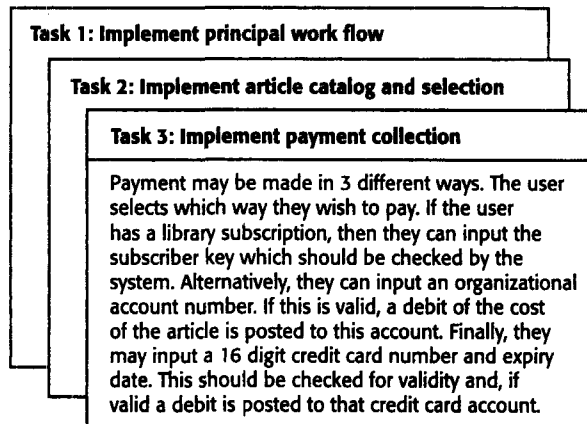 Task 1: Implement principal work flow
Task 2: Implement article catalog and selection
Task 3: Implement payment collection
Payment may be made in 3 different ways. The user
selects which way they wish to pay. If the user
has a library subscription, then they can input the
subscriber key which should be checked by the
system. Alternatively, they can input an organizational
account number. If this is valid, a debit of the cost
of the article is posted to this account. Finally, they
may input a 16 digit credit card number and expiry
date. This should be checked for validity and, if
valid a debit is posted to that credit card account.